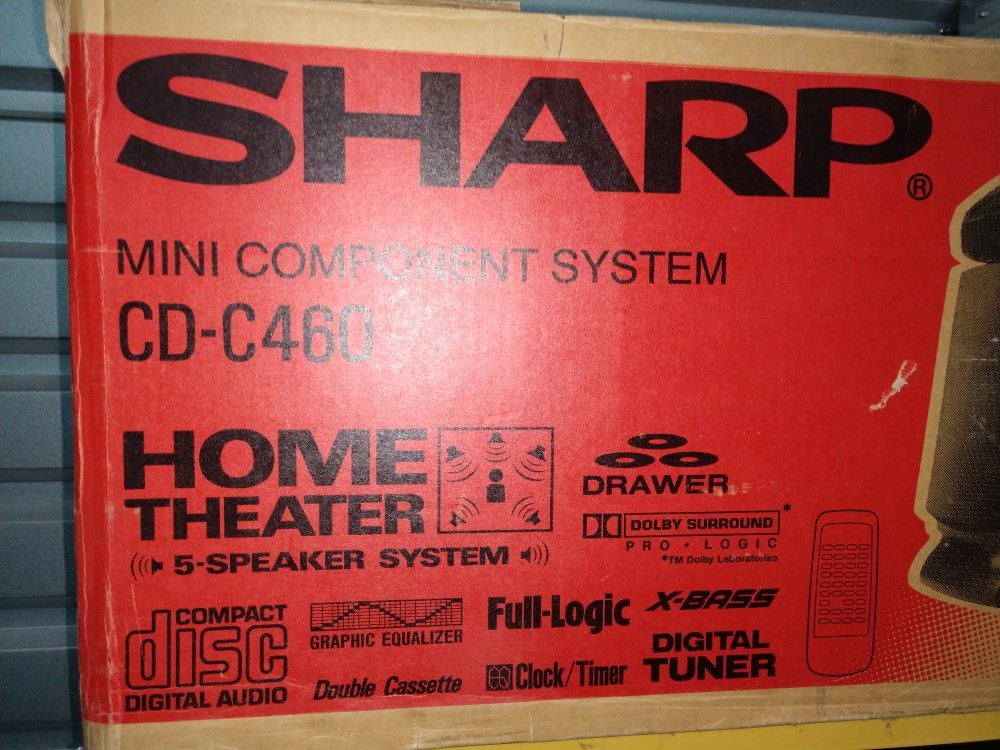 SHARP®
MINI COMPONENT SYSTEM
CD-C460
HOME
THEATER
5-SPEAKER SYSTEM
DRAWER
DOLBY SURROUND*
PRO • LOGIC
*TM Dolby Laboratories
COMPACT
disc
DIGITAL AUDIO
GRAPHIC EQUALIZER
Double Cassette
Full-Logic
Clock/Timer
X-BASS
DIGITAL
TUNER